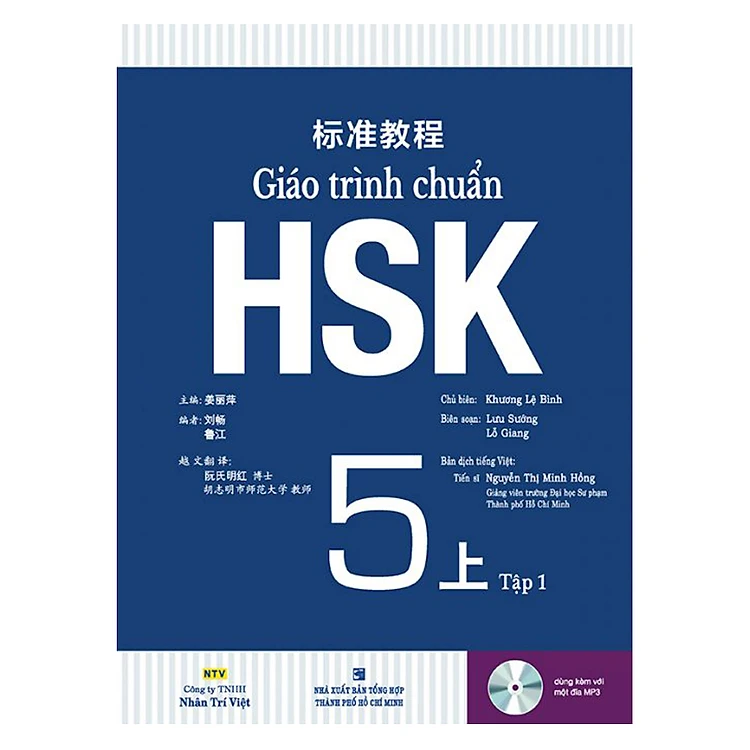 标准教程
Giáo trình chuẩn
HSK
主编: 姜丽萍
编者: 刘畅
鲁江
越文翻译:
阮氏明红 博士
胡志明市师范大学 教师
Chủ biên: Khương Lệ Bình
Biên soạn: Lưu Sướng
Lỗ Giang
Bản dịch tiếng Việt:
Tiến sĩ Nguyễn Thị Minh Hồng
Giảng viên trường Đại học Sư phạm
Thành phố Hồ Chí Minh
5 上 Tập 1
NTV
Công ty TNHH
Nhân Trí Việt
NHÀ XUẤT BẢN TỔNG HỢP
THÀNH PHỐ HỒ CHÍ MINH
dùng kèm với
một đĩa MP3